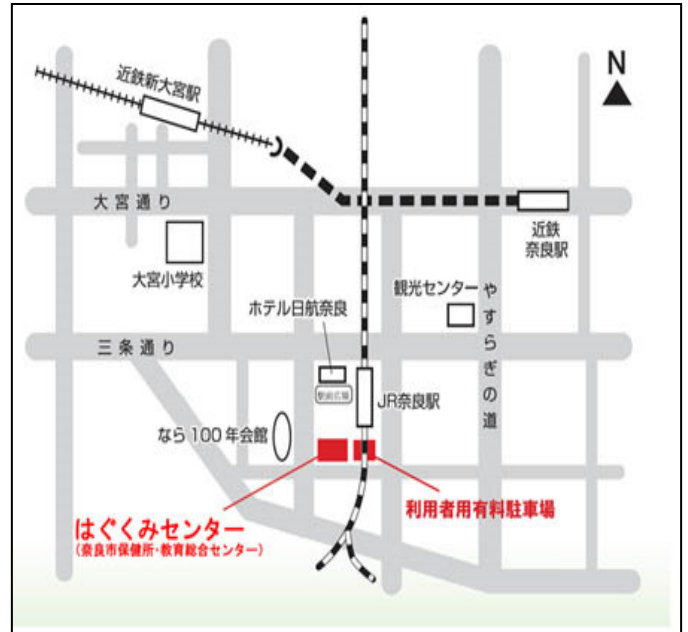 近鉄新大宮駅
N
大宮通り
近鉄
奈良駅
大宮小学校
観光センター
やすらぎの道
ホテル日航奈良
三条通り
駅前広場
JR奈良駅
なら100年会館
利用者用有料駐車場
はぐくみセンター
(奈良市保健所・教育総合センター)